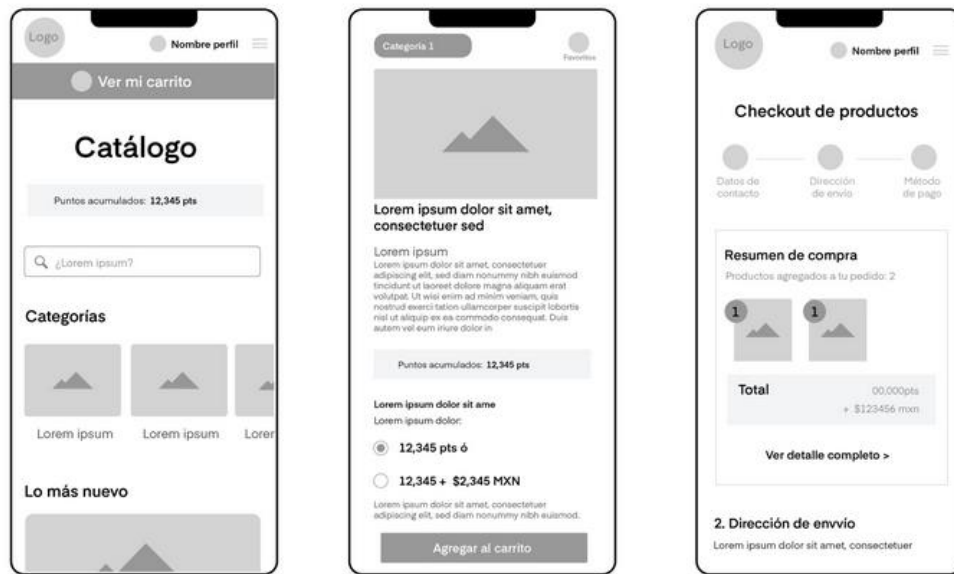 Logo
Nombre perfil
Ver mi carrito
Catálogo
Puntos acumulados: 12,345 pts
¿Lorem ipsum?
Categorías
Lorem ipsum
Lorem ipsum
Lorer
Lo más nuevo
Categoría 1
Favoritos
Lorem ipsum dolor sit amet,
consectetuer sed
Lorem ipsum
Lorem ipsum dolor sit amet, consectetuer
adipiscing elit, sed diam nonummy nibh euismod
tincidunt ut laoreet dolore magna aliquam erat
volutpat. Ut wisi enim ad minim veniam, quis
nostrud exerci tation ullamcorper suscipit lobortis
nisl ut aliquip ex ea commodo consequat. Duis
autem vel eum iriure dolor in
Puntos acumulados: 12,345 pts
Lorem ipsum dolor sit ame
Lorem ipsum dolor:
12,345 pts ó
12,345 + $2,345 MXN
Lorem ipsum dolor sit amet, consectetuer
adipiscing elit, sed diam nonummy nibh euismod.
Agregar al carrito
Logo
Nombre perfil
Checkout de productos
Datos de
contacto
Dirección
de envío
Método
de pago
Resumen de compra
Productos agregados a tu pedido: 2
1
1
Total
00,000pts
+ $123456 mxn
Ver detalle completo >
2. Dirección de envvío
Lorem ipsum dolor sit amet, consectetuer